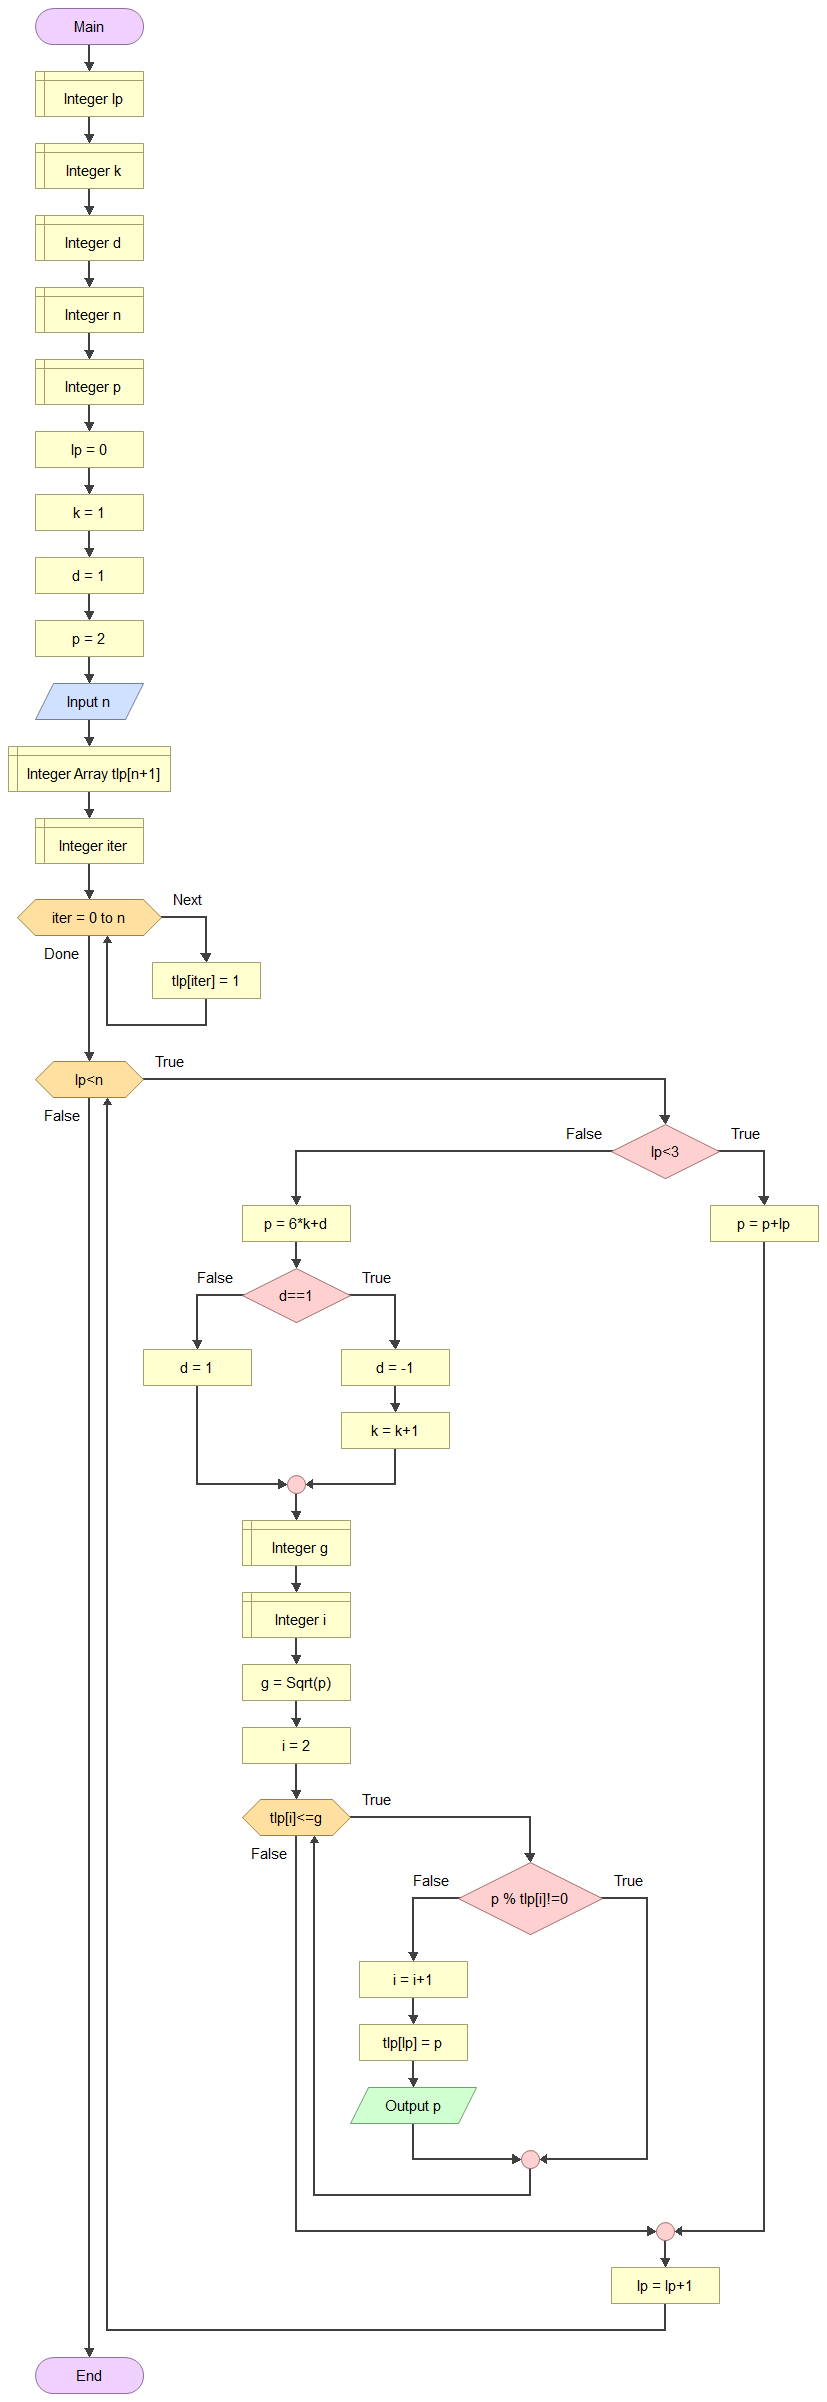 Main
Integer lp
Integer k
Integer d
Integer n
Integer p
lp = 0
k = 1
d = 1
p = 2
Input n
Integer Array tlp[n+1]
Integer iter
iter = 0 to n
Next
Done
tlp[iter] = 1
lp<n
True
False
lp<3
False
True
p = 6*k+d
p = p+lp
d==1
False
True
d = 1
d = -1
k = k+1
Integer g
Integer i
g = Sqrt(p)
i = 2
tlp[i]<=g
True
False
p % tlp[i]!=0
False
True
i = i+1
tlp[lp] = p
Output p
lp = lp+1
End